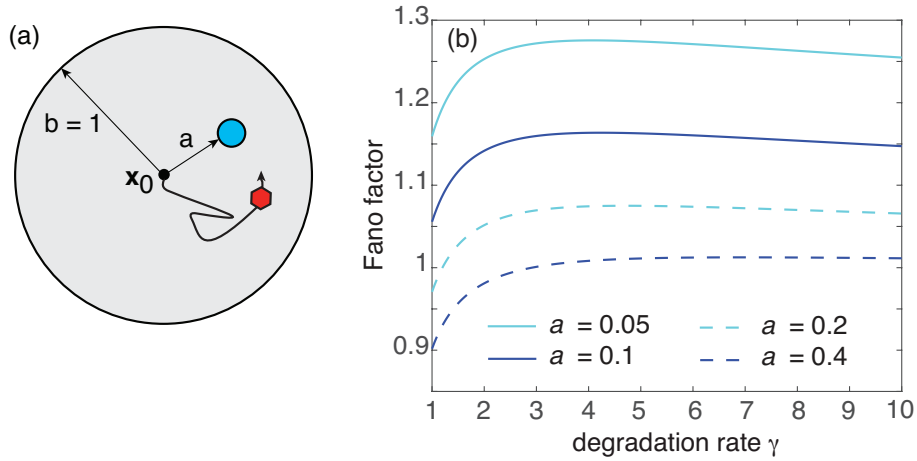 (a)
b = 1
a
x0
(b)
Fano factor
1.3
1.2
1.1
1
0.9
a = 0.05
a = 0.2
a = 0.1
a = 0.4
1 2 3 4 5 6 7 8 9 10
degradation rate γ